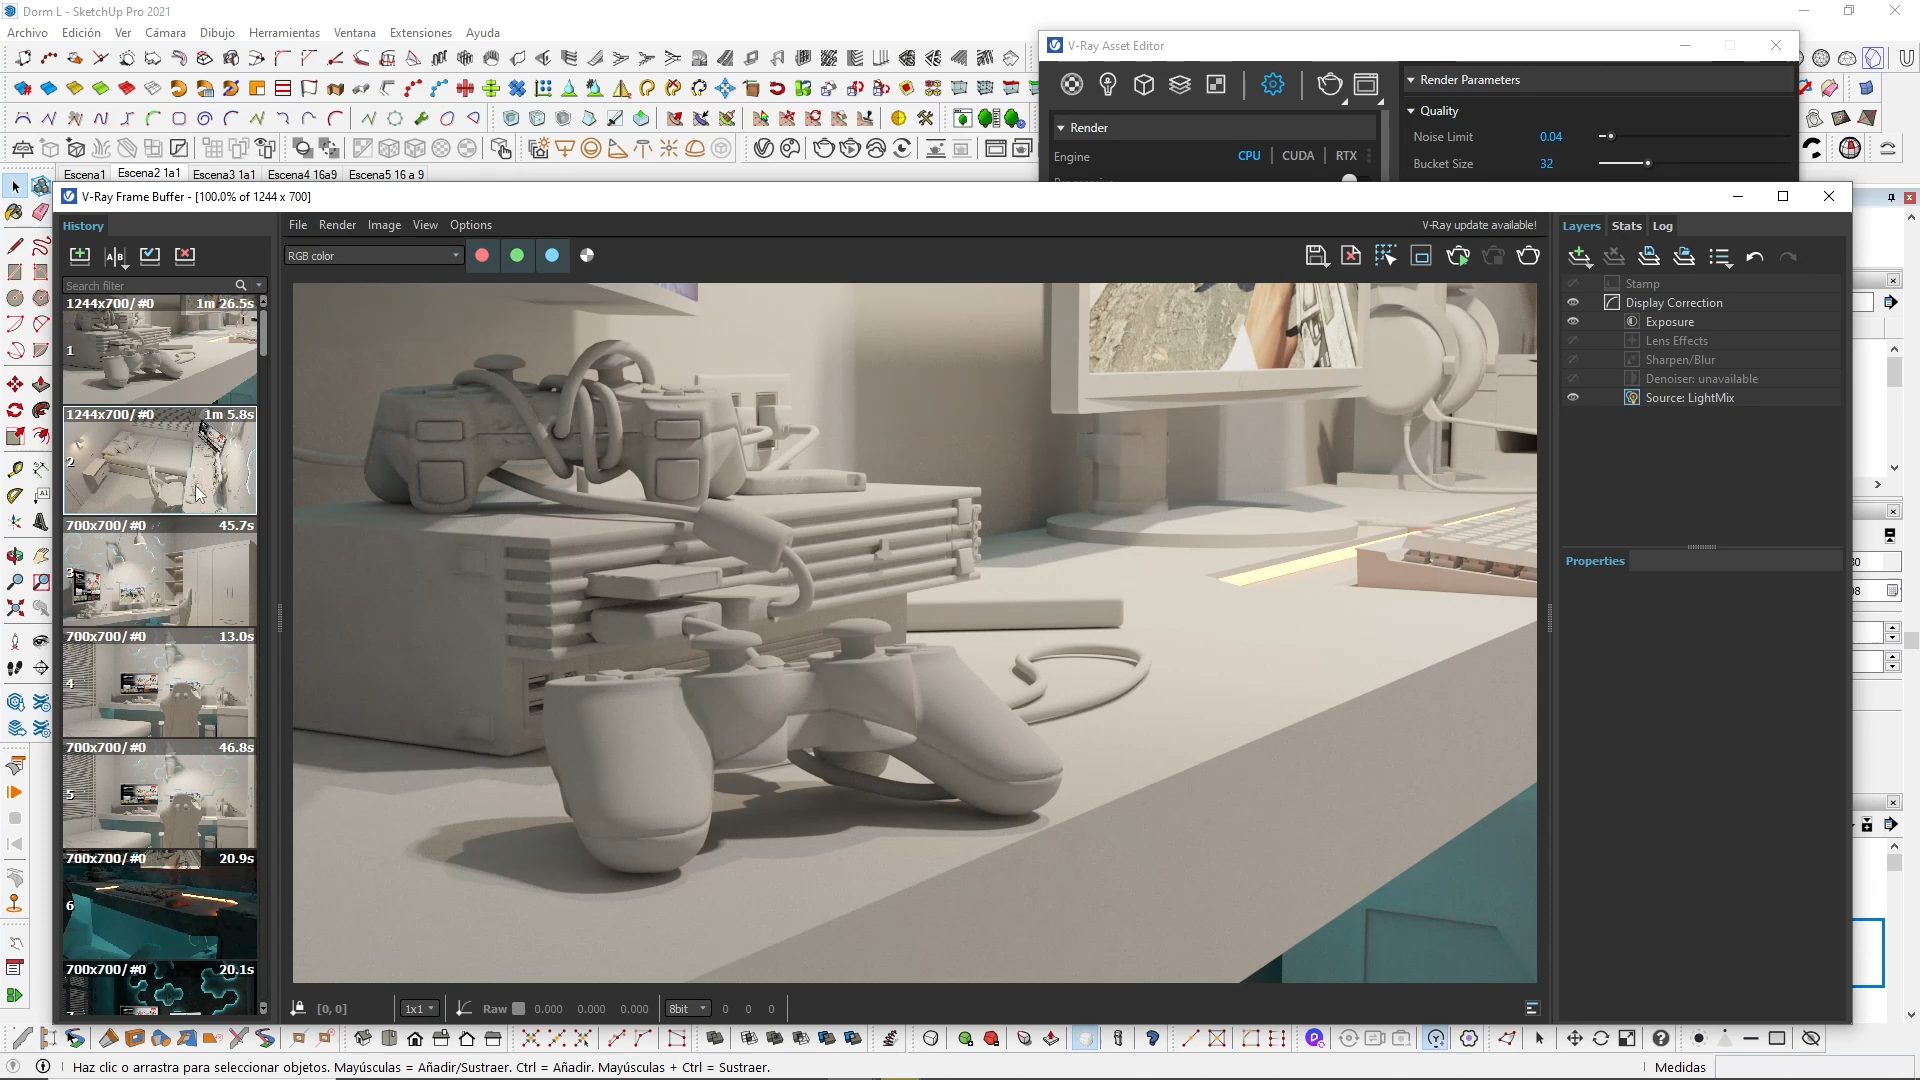 Dorm L - SketchUp Pro 2021
Archivo Edición Ver Cámara Dibujo Herramientas Ventana Extensiones Ayuda
V-Ray Asset Editor
Render Parameters
Quality
Noise Limit 0.04
Bucket Size 32
Render
Engine CPU CUDA RTX
Escena1 Escena2 1a1 Escena3 1a1 Escena4 16a9 Escena5 16 a 9
V-Ray Frame Buffer - [100.0% of 1244 x 700]
History
File Render Image View Options
V-Ray update available!
Layers Stats Log
RGB color
Search filter
1244x700/#0 1m 26.5s
1
1244x700/#0 1m 5.8s
2
700x700/#0 45.7s
3
700x700/#0 13.0s
4
700x700/#0 46.8s
5
700x700/#0 20.9s
6
700x700/#0 20.1s
Stamp
Display Correction
Exposure
Lens Effects
Sharpen/Blur
Denoiser: unavailable
Source: LightMix
Properties
[0, 0] 1x1 Raw 0.000 0.000 0.000 8bit 0 0 0
Haz clic o arrastra para seleccionar objetos. Mayúsculas = Añadir/Sustraer. Ctrl = Añadir. Mayúsculas + Ctrl = Sustraer.
Medidas